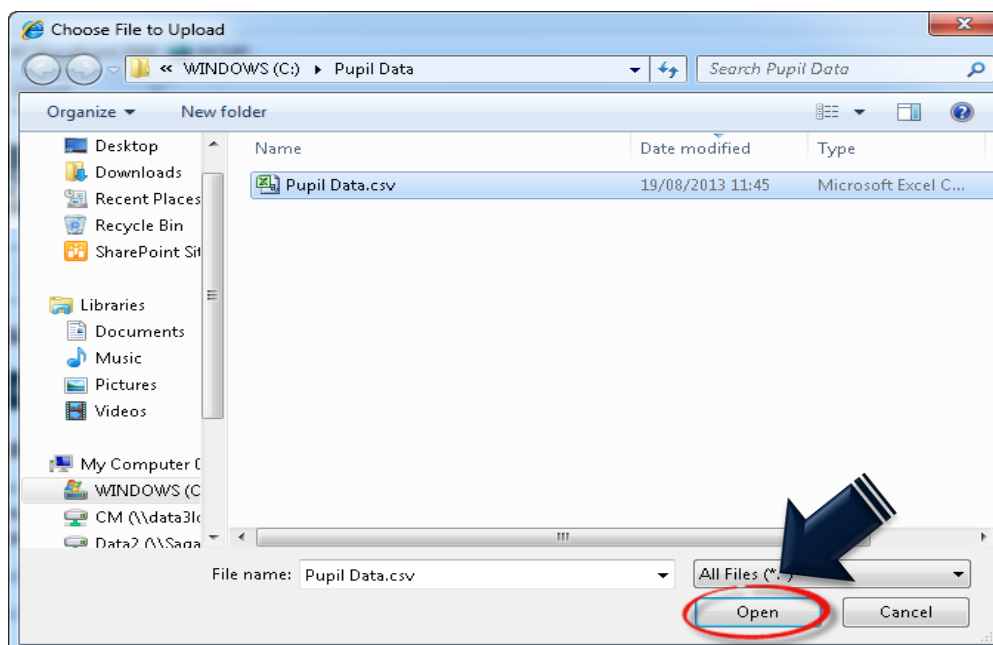 Choose File to Upload
« WINDOWS (C:) Pupil Data
Search Pupil Data
Organize New folder
Name Date modified Type
Pupil Data.csv 19/08/2013 11:45 Microsoft Excel C...
Desktop
Downloads
Recent Places
Recycle Bin
SharePoint Sit
Libraries
Documents
Music
Pictures
Videos
My Computer (
WINDOWS (C
CM (\\data3lo
Data2 (\\Saga
File name: Pupil Data.csv
All Files (*.*)
Open Cancel